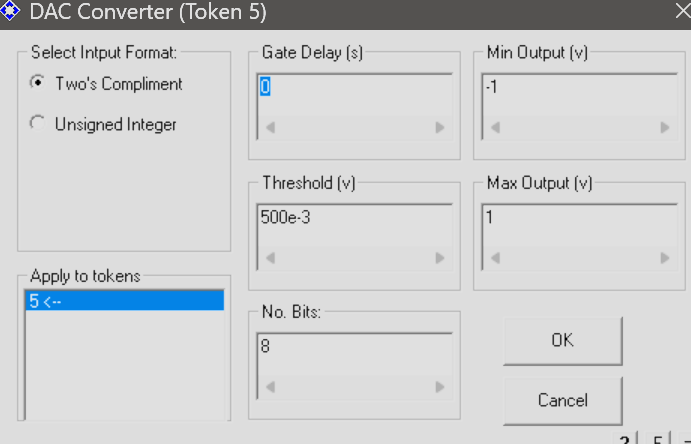 DAC Converter (Token 5)
Select Intput Format:
Two's Compliment
Unsigned Integer
Gate Delay (s)
0
Min Output (v)
-1
Threshold (v)
500e-3
Max Output (v)
1
Apply to tokens
5 <--
No. Bits:
8
OK
Cancel